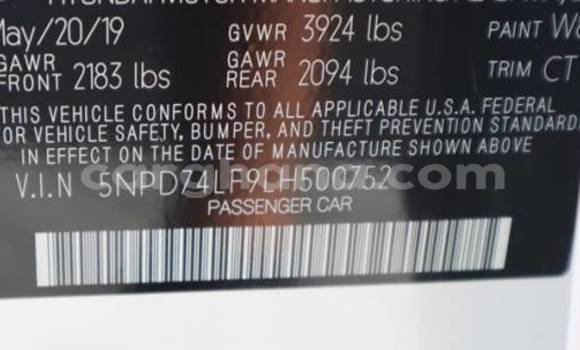 May/20/19 GVWR 3924 lbs PAINT W8
GAWR FRONT 2183 lbs GAWR REAR 2094 lbs TRIM CT
THIS VEHICLE CONFORMS TO ALL APPLICABLE U.S.A. FEDERAL
OR VEHICLE SAFETY, BUMPER, AND THEFT PREVENTION STANDARDS
IN EFFECT ON THE DATE OF MANUFACTURE SHOWN ABOVE
V.I.N 5NPD74LF9LH500752
PASSENGER CAR